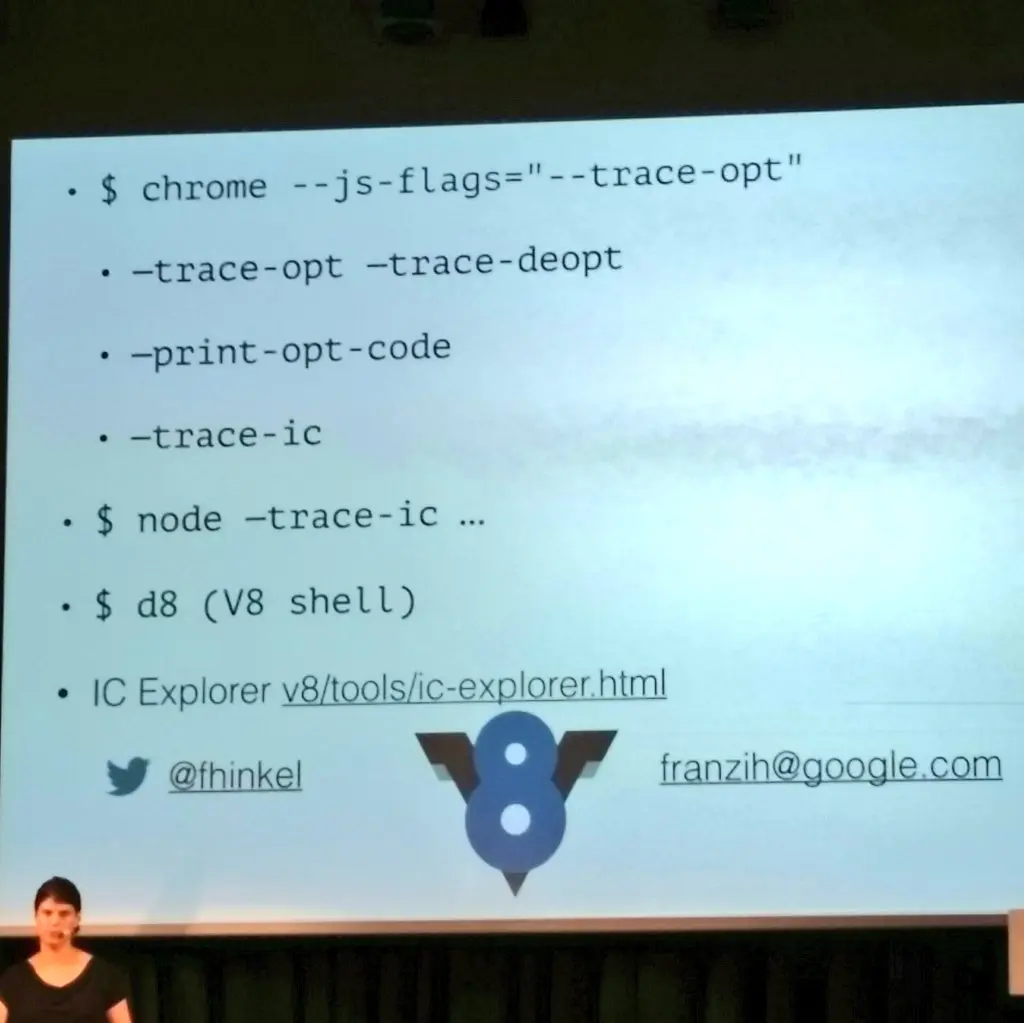 • $ chrome --js-flags="--trace-opt"
• —trace-opt —trace-deopt
• —print-opt-code
• —trace-ic
• $ node —trace-ic …
• $ d8 (V8 shell)
• IC Explorer v8/tools/ic-explorer.html
@fhinkel
V8
franzih@google.com